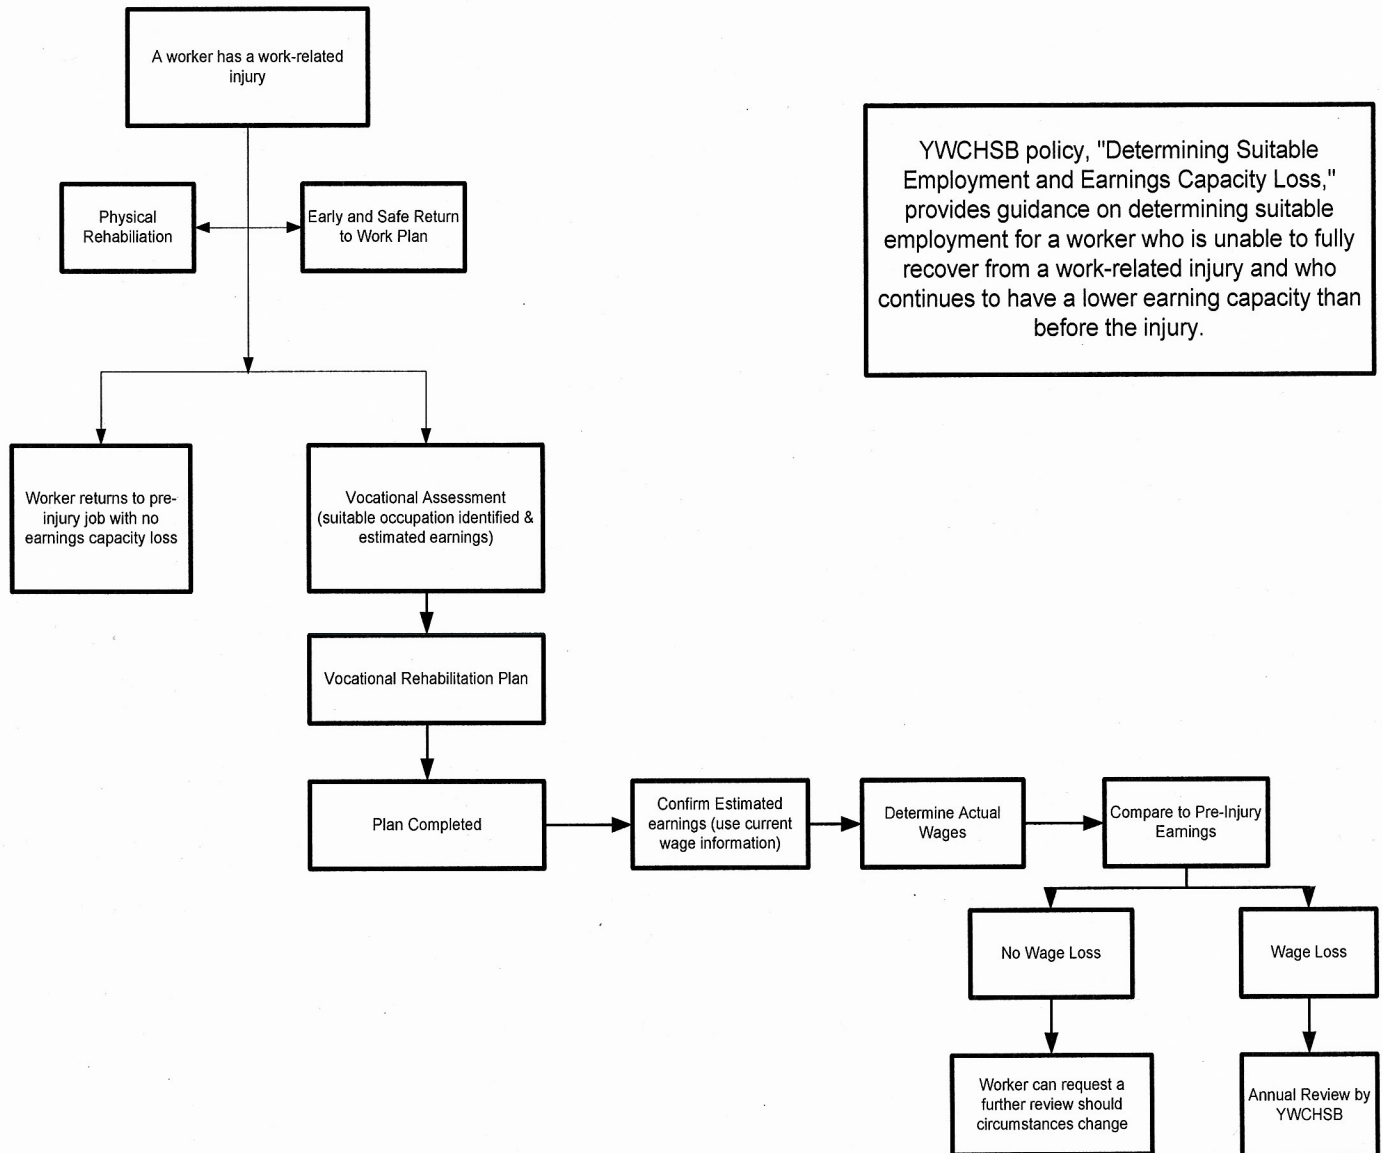 A worker has a work-related
injury
YWCHSB policy, "Determining Suitable
Employment and Earnings Capacity Loss,"
provides guidance on determining suitable
employment for a worker who is unable to fully
recover from a work-related injury and who
continues to have a lower earning capacity than
before the injury.
Physical
Rehabiliation
Early and Safe Return
to Work Plan
Worker returns to pre-
injury job with no
earnings capacity loss
Vocational Assessment
(suitable occupation identified &
estimated earnings)
Vocational Rehabilitation Plan
Plan Completed
Confirm Estimated
earnings (use current
wage information)
Determine Actual
Wages
Compare to Pre-Injury
Earnings
No Wage Loss
Wage Loss
Worker can request a
further review should
circumstances change
Annual Review by
YWCHSB